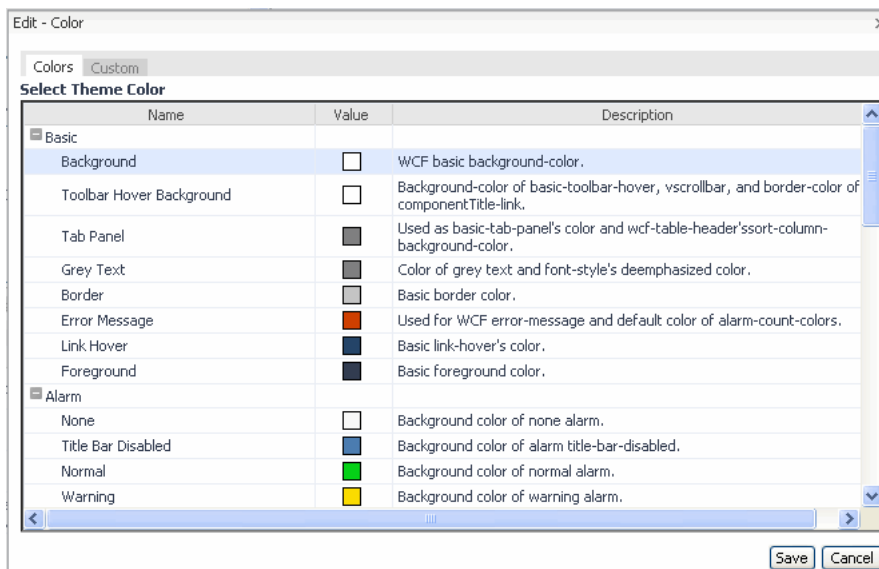 Edit - Color
Colors Custom
Select Theme Color
Name Value Description
Basic
Background WCF basic background-color.
Toolbar Hover Background Background-color of basic-toolbar-hover, vscrollbar, and border-color of
componentTitle-link.
Tab Panel Used as basic-tab-panel's color and wcf-table-header'ssort-column-
background-color.
Grey Text Color of grey text and font-style's deemphasized color.
Border Basic border color.
Error Message Used for WCF error-message and default color of alarm-count-colors.
Link Hover Basic link-hover's color.
Foreground Basic foreground color.
Alarm
None Background color of none alarm.
Title Bar Disabled Background color of alarm title-bar-disabled.
Normal Background color of normal alarm.
Warning Background color of warning alarm.
Save Cancel